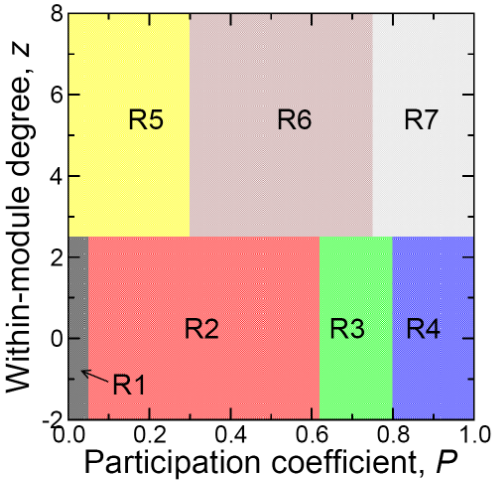 8
6
4
2
0
-2
Within-module degree, z
R5
R6
R7
R2
R3
R4
R1
0.0
0.2
0.4
0.6
0.8
1.0
Participation coefficient, P